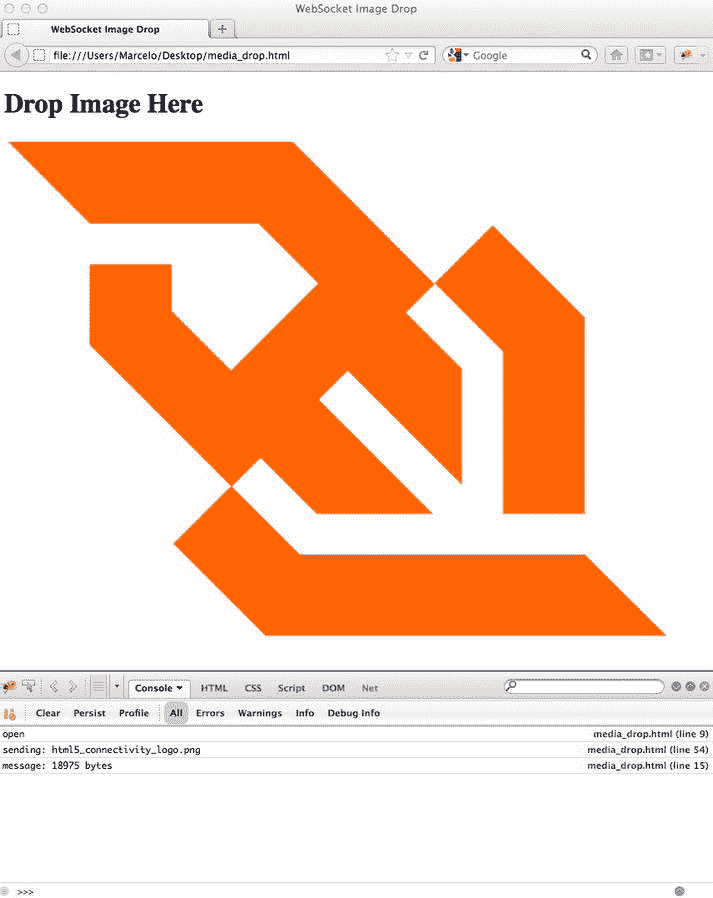 WebSocket Image Drop
WebSocket Image Drop
file:///Users/Marcelo/Desktop/media_drop.html
Google
Drop Image Here
Console HTML CSS Script DOM Net
Clear Persist Profile All Errors Warnings Info Debug Info
open media_drop.html (line 9)
sending: html5_connectivity_logo.png media_drop.html (line 54)
message: 18975 bytes media_drop.html (line 15)
>>>